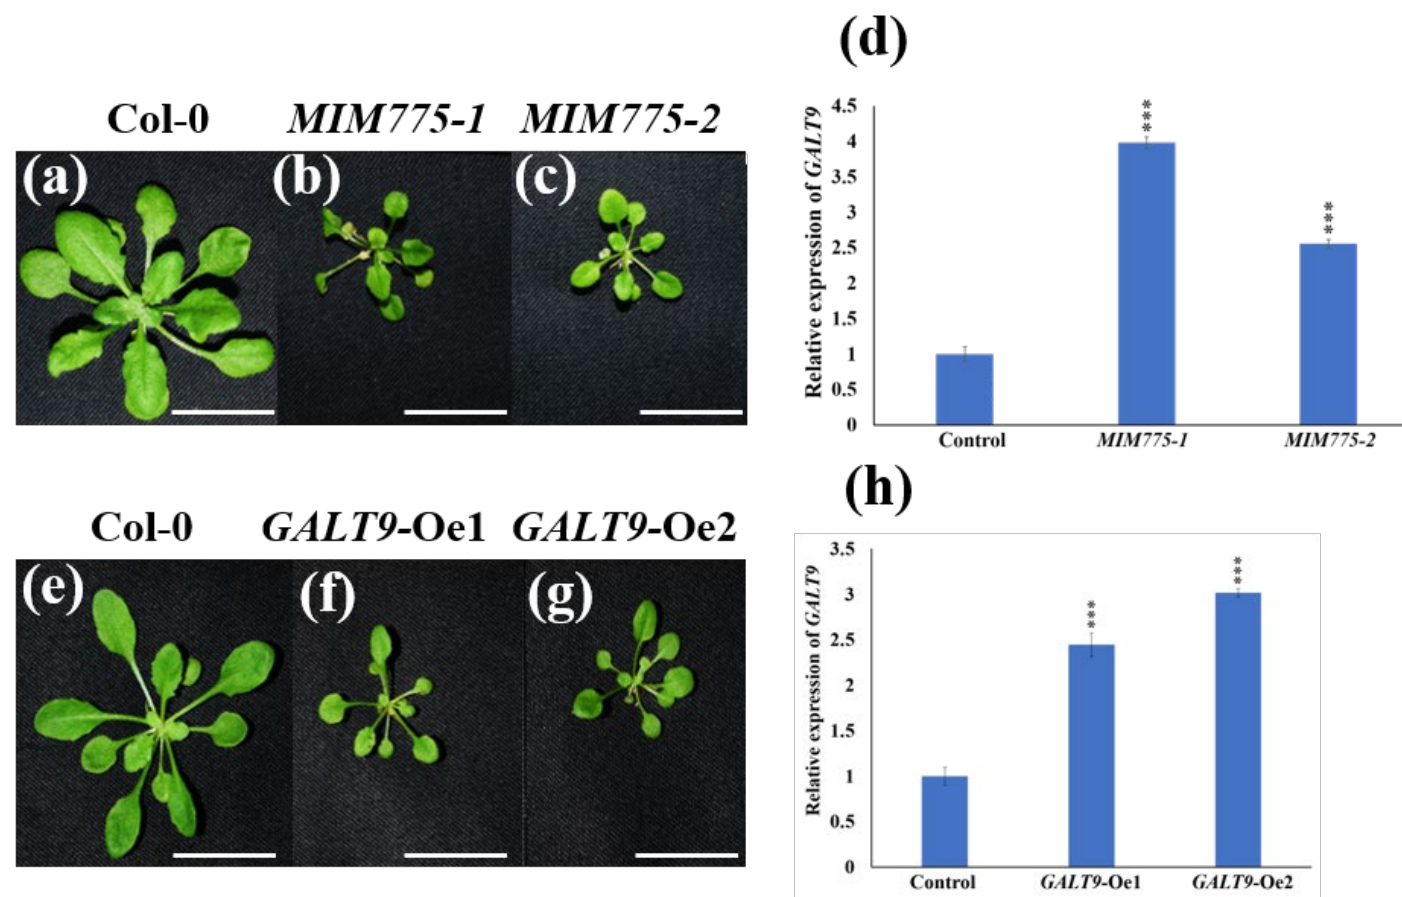 (d)
Col-0 MIM775-1 MIM775-2
(a) (b) (c)
Relative expression of GALT9
4.5
4
3.5
3
2.5
2
1.5
1
0.5
0
***
***
Control MIM775-1 MIM775-2
(h)
Col-0 GALT9-Oe1 GALT9-Oe2
(e) (f) (g)
Relative expression of GALT9
3.5
3
2.5
2
1.5
1
0.5
0
***
***
Control GALT9-Oe1 GALT9-Oe2